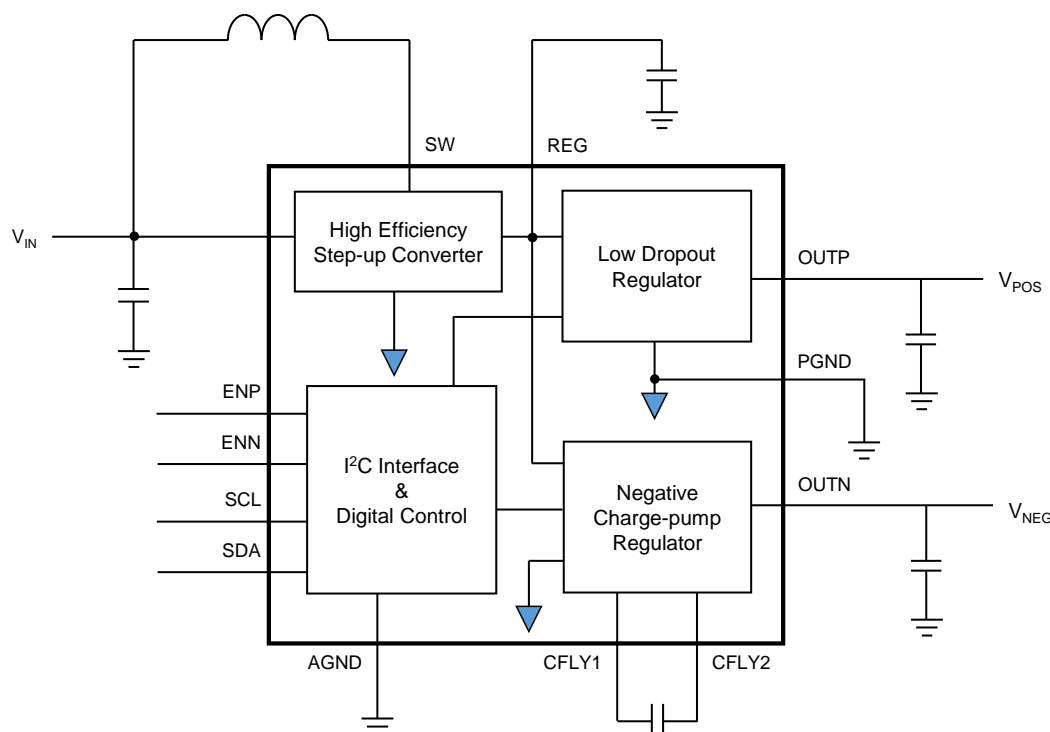 SW
REG
V_IN
High Efficiency
Step-up Converter
Low Dropout
Regulator
OUTP
V_POS
PGND
ENP
ENN
SCL
SDA
I²C Interface
&
Digital Control
Negative
Charge-pump
Regulator
OUTN
V_NEG
AGND
CFLY1
CFLY2